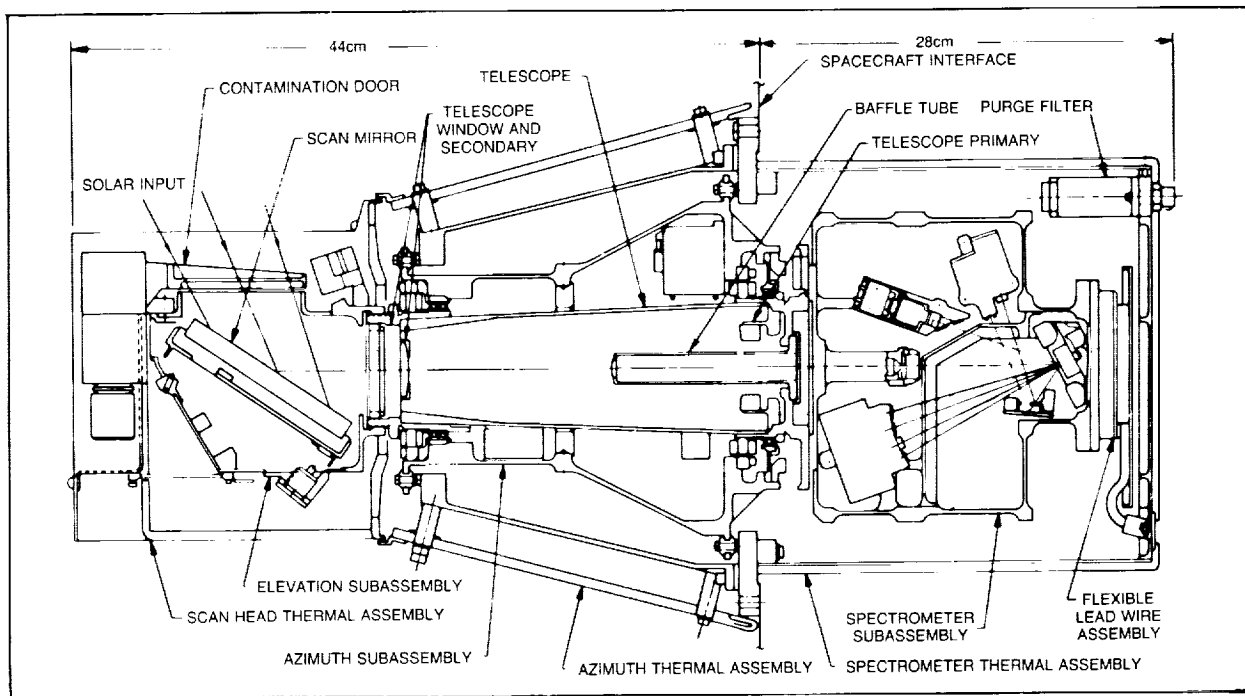 44cm
28cm
SPACECRAFT INTERFACE
TELESCOPE
CONTAMINATION DOOR
BAFFLE TUBE
PURGE FILTER
TELESCOPE
WINDOW AND
SECONDARY
SCAN MIRROR
TELESCOPE PRIMARY
SOLAR INPUT
ELEVATION SUBASSEMBLY
SCAN HEAD THERMAL ASSEMBLY
AZIMUTH SUBASSEMBLY
AZIMUTH THERMAL ASSEMBLY
SPECTROMETER
SUBASSEMBLY
FLEXIBLE
LEAD WIRE
ASSEMBLY
SPECTROMETER THERMAL ASSEMBLY